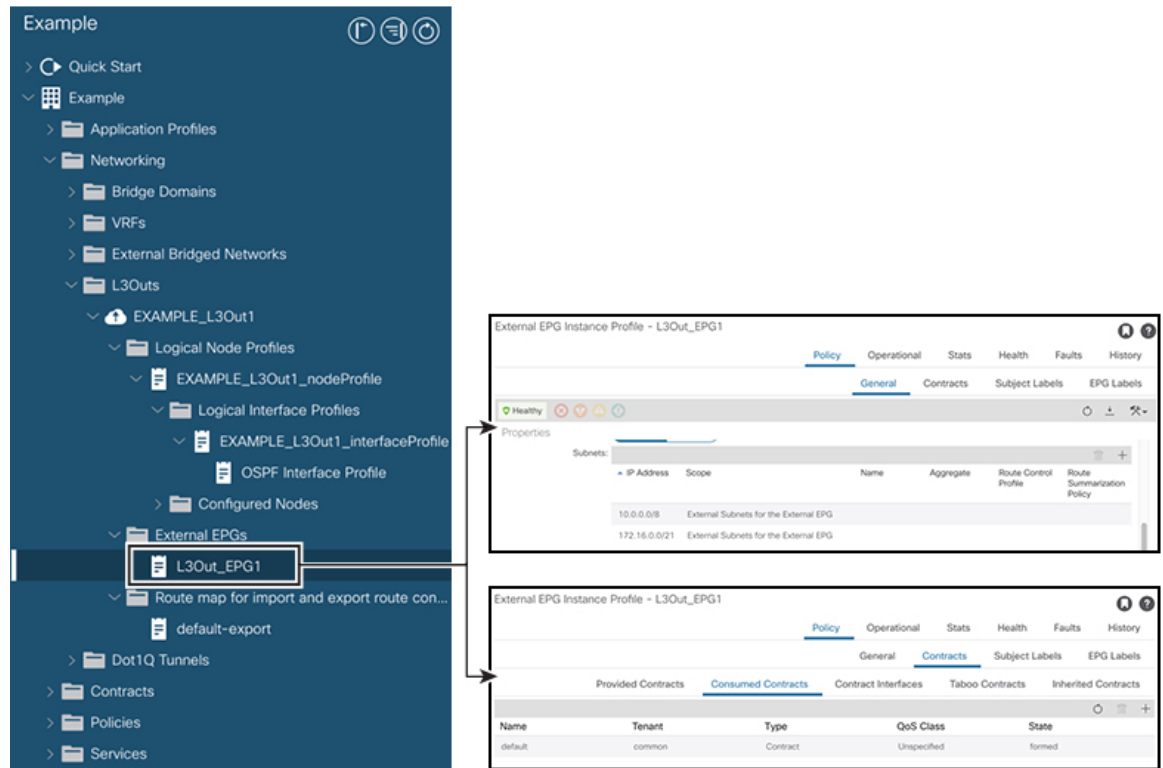 Example
Quick Start
Example
Application Profiles
Networking
Bridge Domains
VRFs
External Bridged Networks
L3Outs
EXAMPLE_L3Out1
Logical Node Profiles
EXAMPLE_L3Out1_nodeProfile
Logical Interface Profiles
EXAMPLE_L3Out1_interfaceProfile
OSPF Interface Profile
Configured Nodes
External EPGs
L3Out_EPG1
Route map for import and export route con...
default-export
Dot1Q Tunnels
Contracts
Policies
Services
External EPG Instance Profile - L3Out_EPG1
Policy Operational Stats Health Faults History
General Contracts Subject Labels EPG Labels
Healthy
Properties
Subnets:
IP Address Scope Name Aggregate Route Control Profile Route Summarization Policy
10.0.0.0/8 External Subnets for the External EPG
172.16.0.0/21 External Subnets for the External EPG
External EPG Instance Profile - L3Out_EPG1
Policy Operational Stats Health Faults History
General Contracts Subject Labels EPG Labels
Provided Contracts Consumed Contracts Contract Interfaces Taboo Contracts Inherited Contracts
Name Tenant Type QoS Class State
default common Contract Unspecified formed